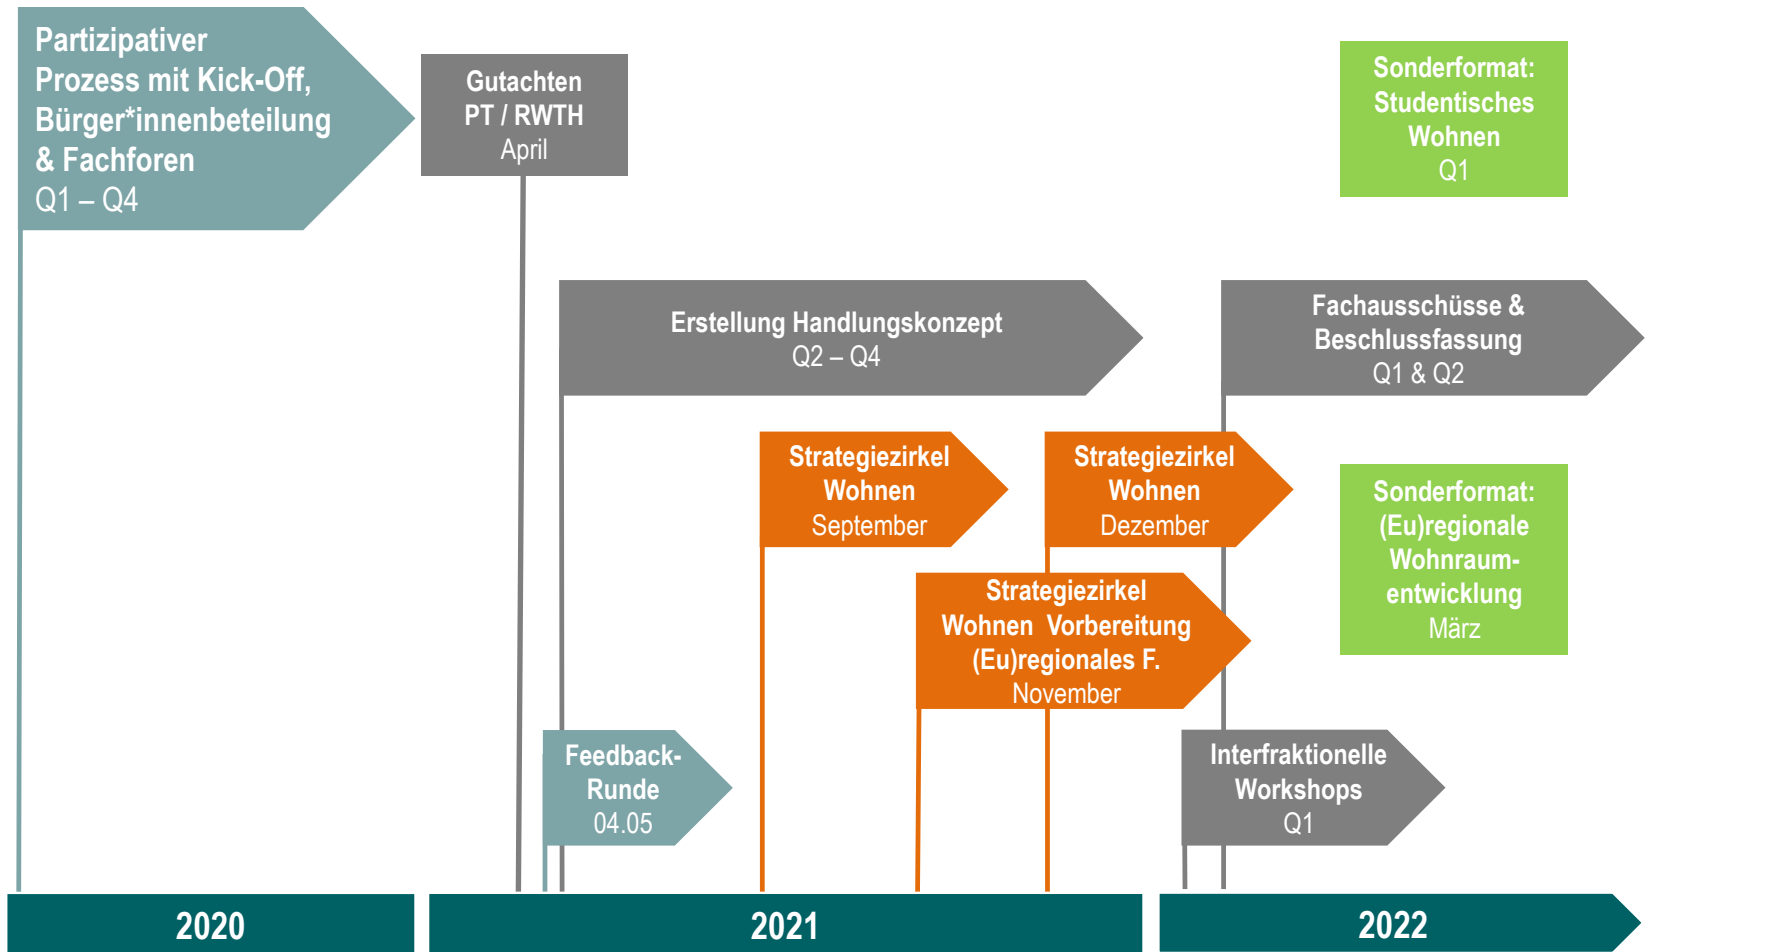 Partizipativer
Prozess mit Kick-Off,
Bürger*innenbeteilung
& Fachforen
Q1 – Q4
Gutachten
PT / RWTH
April
Sonderformat:
Studentisches
Wohnen
Q1
Erstellung Handlungskonzept
Q2 – Q4
Fachausschüsse &
Beschlussfassung
Q1 & Q2
Strategiezirkel
Wohnen
September
Strategiezirkel
Wohnen
Dezember
Sonderformat:
(Eu)regionale
Wohnraum-
entwicklung
März
Strategiezirkel
Wohnen Vorbereitung
(Eu)regionales F.
November
Feedback-
Runde
04.05
Interfraktionelle
Workshops
Q1
2020
2021
2022